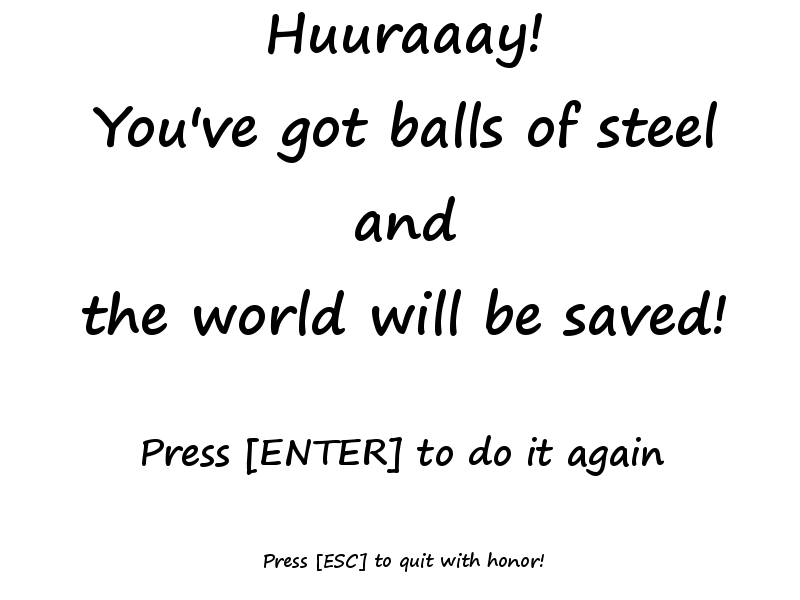 Huuraaay!
You've got balls of steel
and
the world will be saved!
Press [ENTER] to do it again
Press [ESC] to quit with honor!